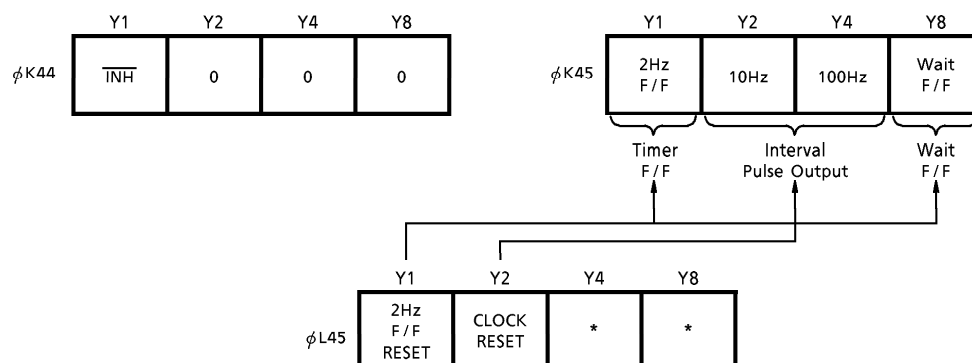 Y1 Y2 Y4 Y8
ϕK44 INH 0 0 0
Y1 Y2 Y4 Y8
ϕK45 2Hz F/F 10Hz 100Hz Wait F/F
Timer F/F
Interval Pulse Output
Wait F/F
Y1 Y2 Y4 Y8
ϕL45 2Hz F/F RESET CLOCK RESET * *